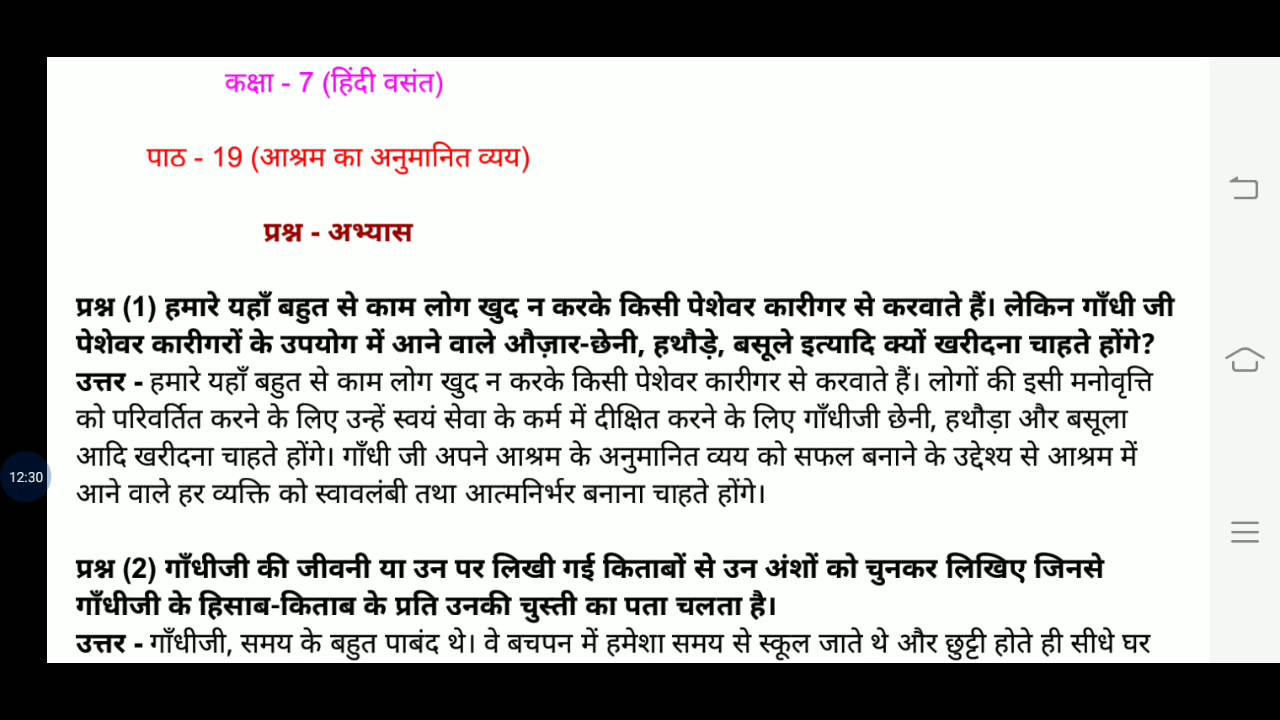 कक्षा - 7 (हिंदी वसंत)
पाठ - 19 (आश्रम का अनुमानित व्यय)
प्रश्न - अभ्यास
प्रश्न (1) हमारे यहाँ बहुत से काम लोग खुद न करके किसी पेशेवर कारीगर से करवाते हैं। लेकिन गाँधी जी
पेशेवर कारीगरों के उपयोग में आने वाले औज़ार-छेनी, हथौड़े, बसूले इत्यादि क्यों खरीदना चाहते होंगे?
उत्तर - हमारे यहाँ बहुत से काम लोग खुद न करके किसी पेशेवर कारीगर से करवाते हैं। लोगों की इसी मनोवृत्ति
को परिवर्तित करने के लिए उन्हें स्वयं सेवा के कर्म में दीक्षित करने के लिए गाँधीजी छेनी, हथौड़ा और बसूला
आदि खरीदना चाहते होंगे। गाँधी जी अपने आश्रम के अनुमानित व्यय को सफल बनाने के उद्देश्य से आश्रम में
12:30
आने वाले हर व्यक्ति को स्वावलंबी तथा आत्मनिर्भर बनाना चाहते होंगे।
प्रश्न (2) गाँधीजी की जीवनी या उन पर लिखी गई किताबों से उन अंशों को चुनकर लिखिए जिनसे
गाँधीजी के हिसाब-किताब के प्रति उनकी चुस्ती का पता चलता है।
उत्तर - गाँधीजी, समय के बहुत पाबंद थे। वे बचपन में हमेशा समय से स्कूल जाते थे और छुट्टी होते ही सीधे घर